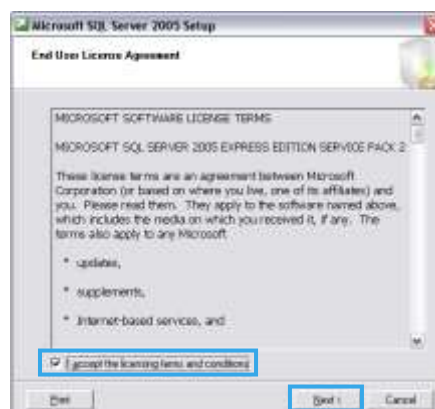 Microsoft SQL Server 2005 Setup
End User License Agreement
MICROSOFT SOFTWARE LICENSE TERMS
MICROSOFT SQL SERVER 2005 EXPRESS EDITION SERVICE PACK 2
These license terms are an agreement between Microsoft
Corporation (or based on where you live, one of its affiliates) and
you. Please read them. They apply to the software named above,
which includes the media on which you received it, if any. The
terms also apply to any Microsoft
* updates,
* supplements,
* Internet-based services, and
I accept the licensing terms and conditions
Print
Next >
Cancel